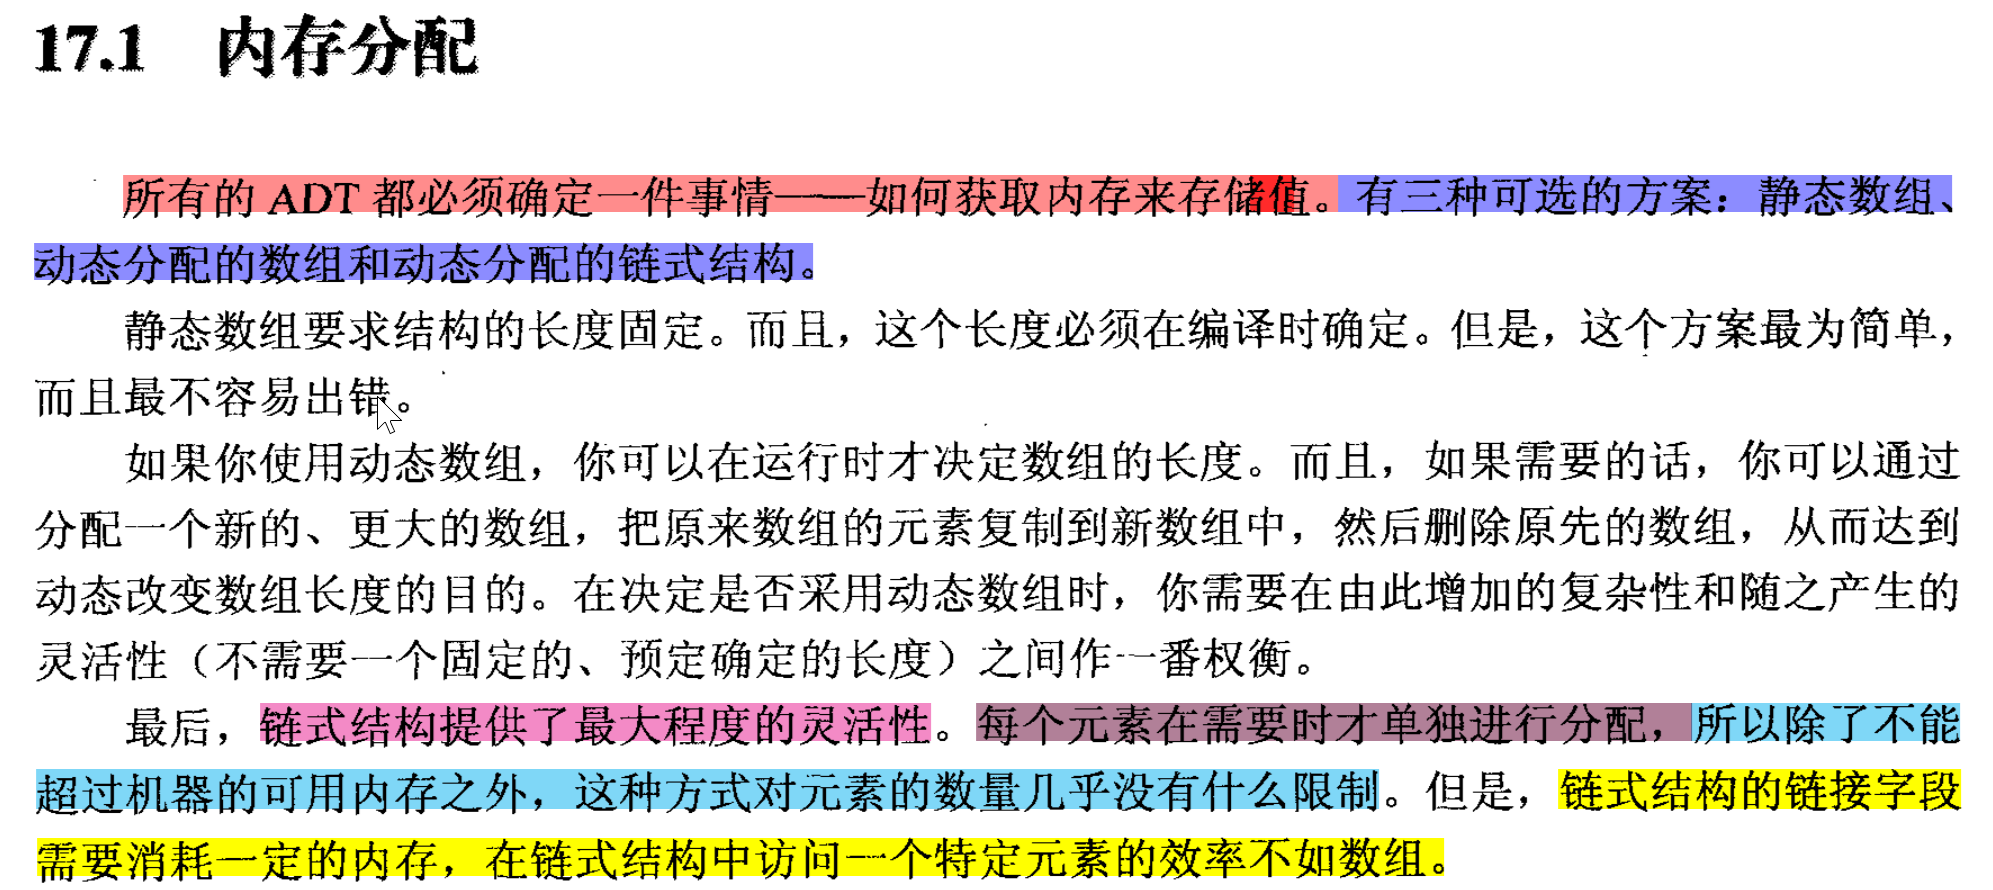 17.1 内存分配
所有的 ADT 都必须确定一件事情——如何获取内存来存储值。有三种可选的方案：静态数组、
动态分配的数组和动态分配的链式结构。
静态数组要求结构的长度固定。而且，这个长度必须在编译时确定。但是，这个方案最为简单，
而且最不容易出错。
如果你使用动态数组，你可以在运行时才决定数组的长度。而且，如果需要的话，你可以通过
分配一个新的、更大的数组，把原来数组的元素复制到新数组中，然后删除原先的数组，从而达到
动态改变数组长度的目的。在决定是否采用动态数组时，你需要在由此增加的复杂性和随之产生的
灵活性（不需要一个固定的、预定确定的长度）之间作一番权衡。
最后，链式结构提供了最大程度的灵活性。每个元素在需要时才单独进行分配，所以除了不能
超过机器的可用内存之外，这种方式对元素的数量几乎没有什么限制。但是，链式结构的链接字段
需要消耗一定的内存，在链式结构中访问一个特定元素的效率不如数组。